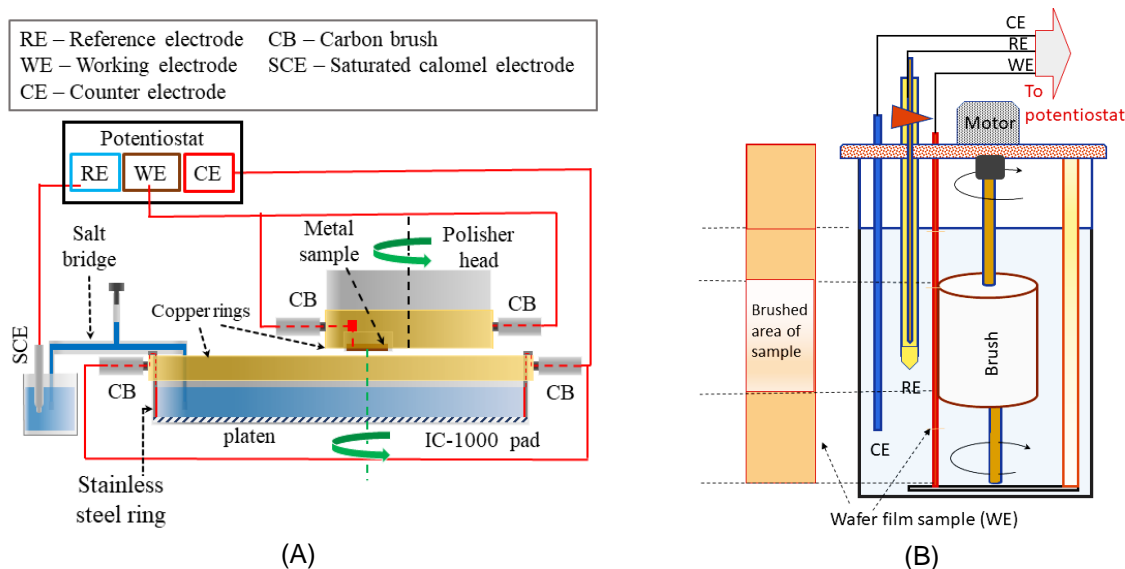 RE – Reference electrode CB – Carbon brush
WE – Working electrode SCE – Saturated calomel electrode
CE – Counter electrode
Potentiostat
RE WE CE
Salt
bridge
Metal
sample
Polisher
head
CB
CB
Copper rings
SCE
CB
CB
platen
IC-1000 pad
Stainless
steel ring
(A)
CE
RE
WE
To
potentiostat
Motor
Brushed
area of
sample
Brush
RE
CE
Wafer film sample (WE)
(B)